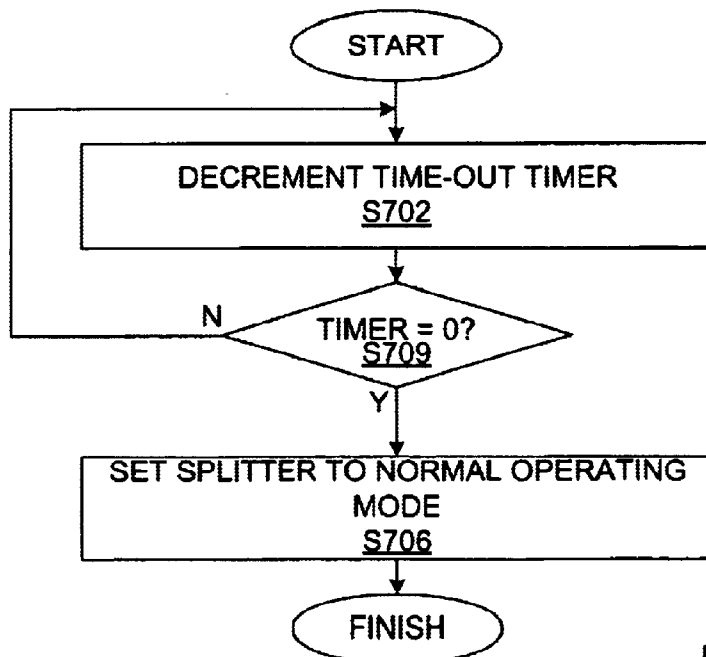 START
DECREMENT TIME-OUT TIMER
S702
N
TIMER = 0?
S709
Y
SET SPLITTER TO NORMAL OPERATING
MODE
S706
FINISH